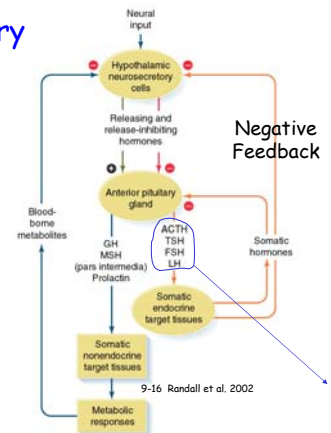 ry
Neural
input
−
Hypothalamic
neurosecretory
cells
−
Releasing and
release-inhibiting
hormones
Negative
Feedback
+
−
Anterior pituitary
gland
−
Blood-
borne
metabolites
GH
MSH
(pars intermedia)
Prolactin
ACTH
TSH
FSH
LH
Somatic
hormones
Somatic
endocrine
target tissues
Somatic
nonendocrine
target tissues
9-16 Randall et al. 2002
Metabolic
responses